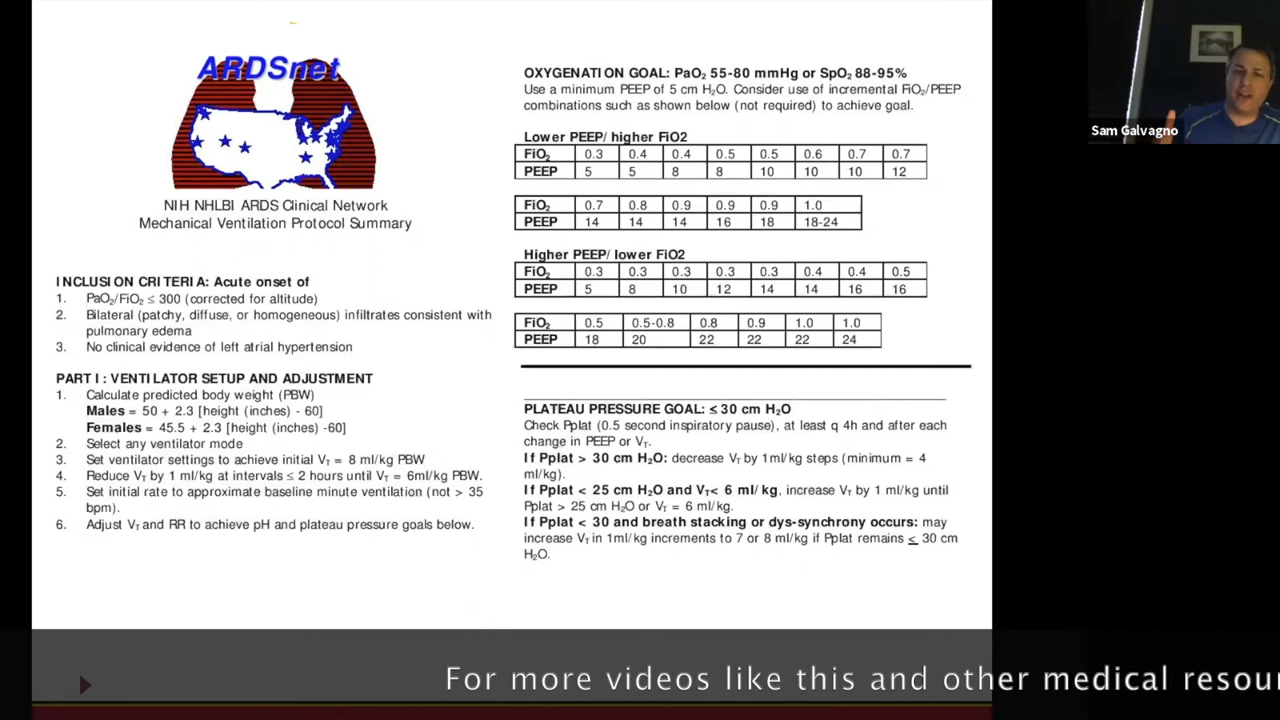 ARDSnet
NIH NHLBI ARDS Clinical Network
Mechanical Ventilation Protocol Summary
INCLUSION CRITERIA: Acute onset of
1. PaO₂/FiO₂ ≤ 300 (corrected for altitude)
2. Bilateral (patchy, diffuse, or homogeneous) infiltrates consistent with
pulmonary edema
3. No clinical evidence of left atrial hypertension
PART I: VENTILATOR SETUP AND ADJUSTMENT
1. Calculate predicted body weight (PBW)
Males = 50 + 2.3 [height (inches) - 60]
Females = 45.5 + 2.3 [height (inches) -60]
2. Select any ventilator mode
3. Set ventilator settings to achieve initial VT = 8 ml/kg PBW
4. Reduce VT by 1 ml/kg at intervals ≤ 2 hours until VT = 6ml/kg PBW.
5. Set initial rate to approximate baseline minute ventilation (not > 35
bpm).
6. Adjust VT and RR to achieve pH and plateau pressure goals below.
OXYGENATION GOAL: PaO₂ 55-80 mmHg or SpO₂ 88-95%
Use a minimum PEEP of 5 cm H₂O. Consider use of incremental FiO₂/PEEP
combinations such as shown below (not required) to achieve goal.
Lower PEEP/higher FiO2
FiO₂ 0.3 0.4 0.4 0.5 0.5 0.6 0.7 0.7
PEEP 5 5 8 8 10 10 10 12
FiO₂ 0.7 0.8 0.9 0.9 0.9 1.0
PEEP 14 14 14 16 18 18-24
Higher PEEP/lower FiO2
FiO₂ 0.3 0.3 0.3 0.3 0.3 0.4 0.4 0.5
PEEP 5 8 10 12 14 14 16 16
FiO₂ 0.5 0.5-0.8 0.8 0.9 1.0 1.0
PEEP 18 20 22 22 22 24
PLATEAU PRESSURE GOAL: ≤ 30 cm H₂O
Check Pplat (0.5 second inspiratory pause), at least q 4h and after each
change in PEEP or VT.
If Pplat > 30 cm H₂O: decrease VT by 1ml/kg steps (minimum = 4
ml/kg).
If Pplat < 25 cm H₂O and VT< 6 ml/kg, increase VT by 1 ml/kg until
Pplat > 25 cm H₂O or VT = 6 ml/kg.
If Pplat < 30 and breath stacking or dys-synchrony occurs: may
increase VT in 1ml/kg increments to 7 or 8 ml/kg if Pplat remains ≤ 30 cm
H₂O.
Sam Galvagno
For more videos like this and other medical resou